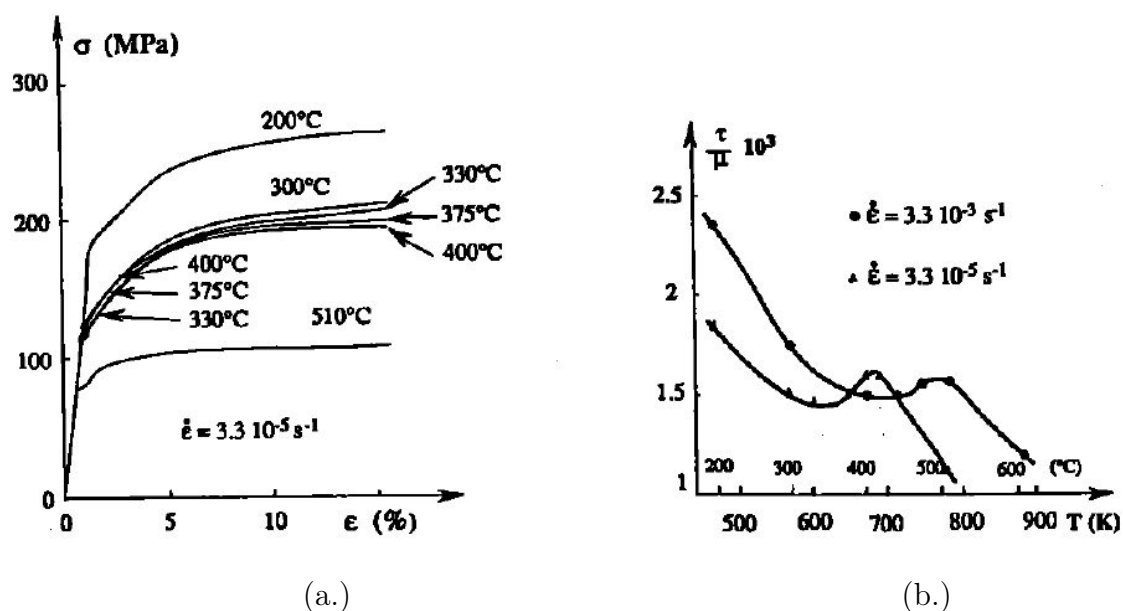 σ (MPa)
300
200
100
0
200°C
300°C
330°C
375°C
400°C
400°C
375°C
330°C
510°C
ε̇ = 3.3 10⁻⁵ s⁻¹
0 5 10 ε (%)
(a.)
τ/μ 10³
2.5
2
1.5
1
ε̇ = 3.3 10⁻³ s⁻¹
ε̇ = 3.3 10⁻⁵ s⁻¹
200 300 400 500 600 (°C)
500 600 700 800 900 T (K)
(b.)